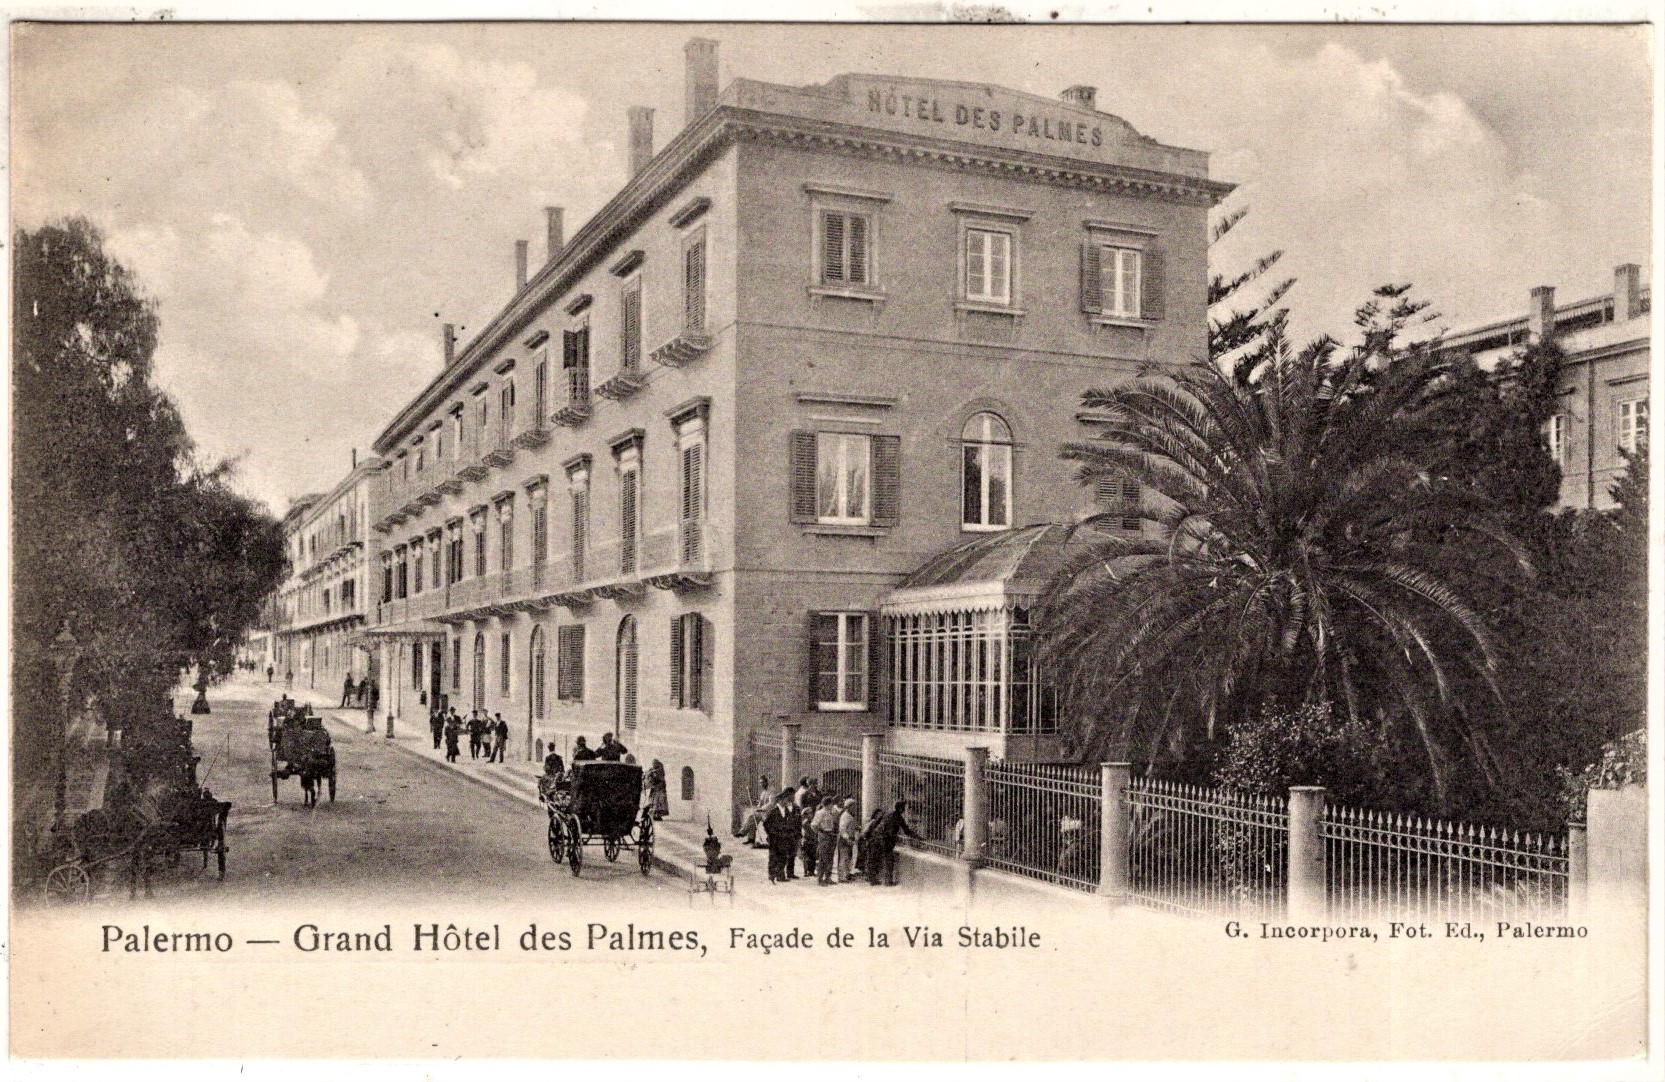 HÔTEL DES PALMES
Palermo — Grand Hôtel des Palmes, Façade de la Via Stabile
G. Incorpora, Fot. Ed., Palermo